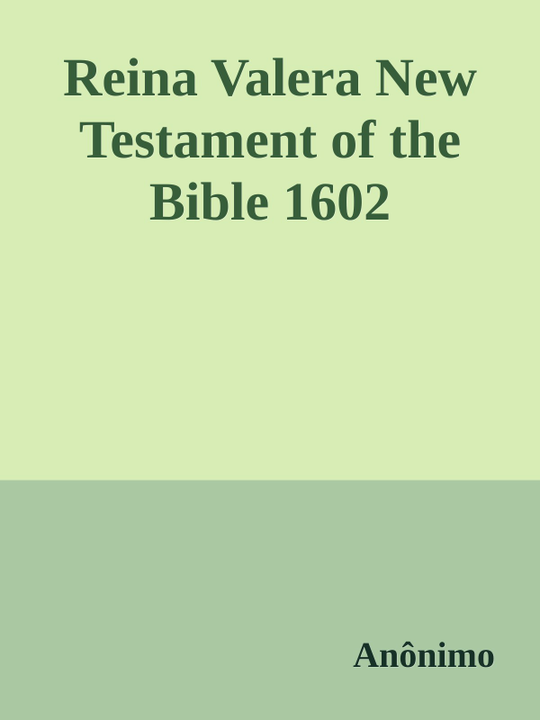 Reina Valera New
Testament of the
Bible 1602
Anônimo